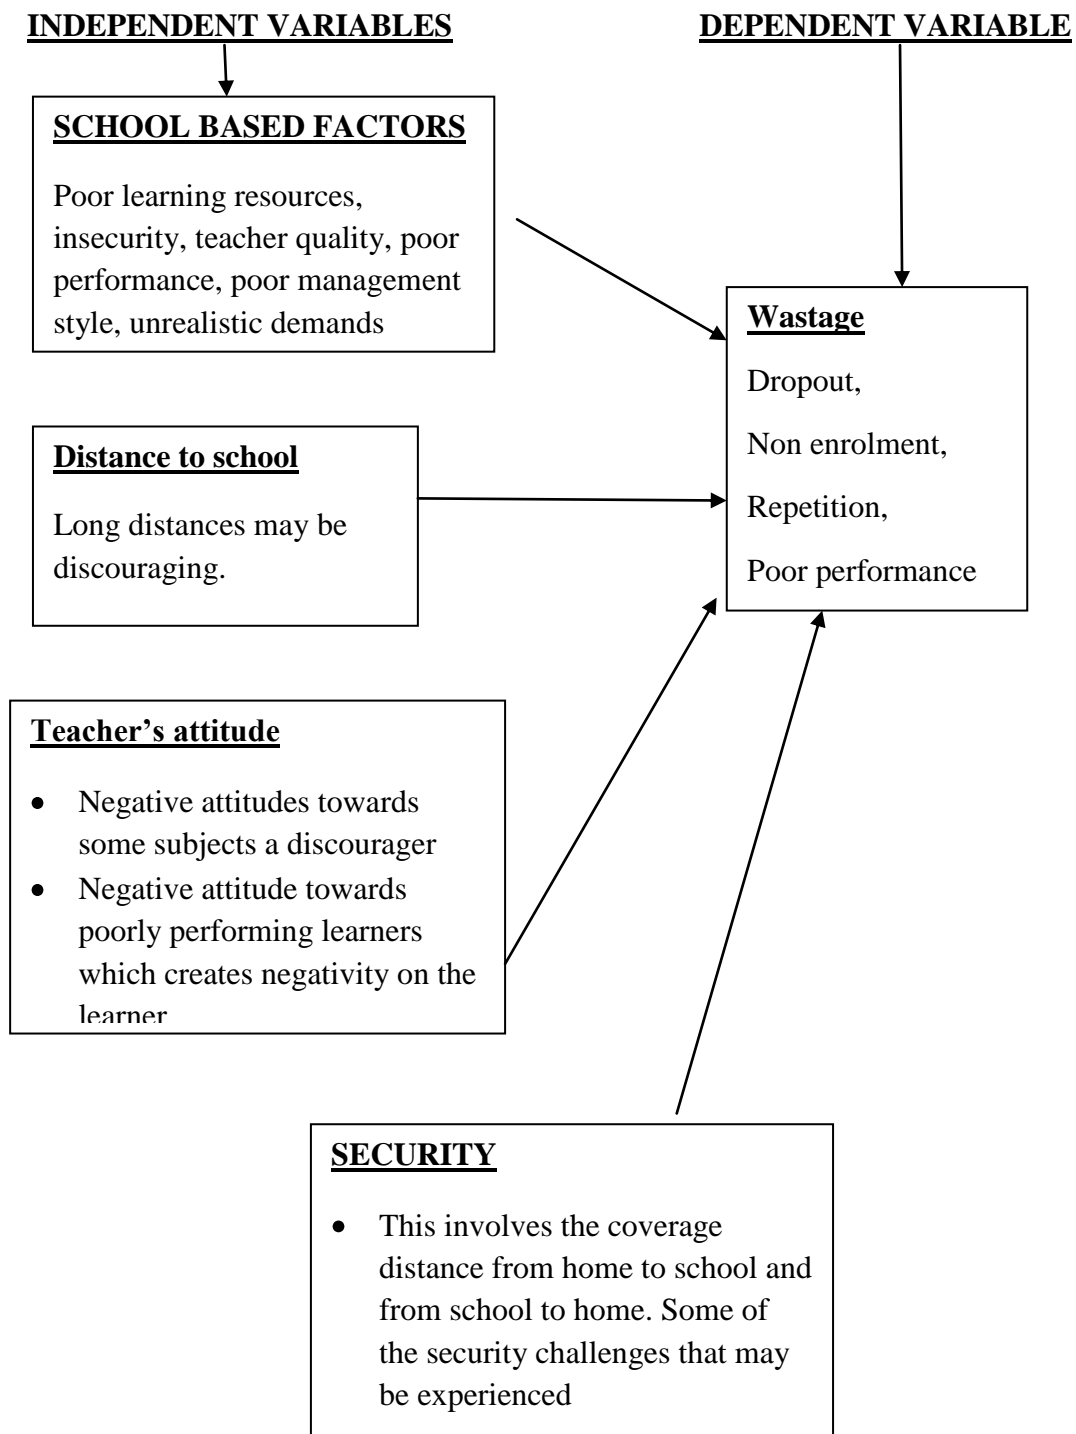 INDEPENDENT VARIABLES
DEPENDENT VARIABLE
SCHOOL BASED FACTORS
Poor learning resources,
insecurity, teacher quality, poor
performance, poor management
style, unrealistic demands
Wastage
Dropout,
Non enrolment,
Repetition,
Poor performance
Distance to school
Long distances may be
discouraging.
Teacher’s attitude
• Negative attitudes towards
some subjects a discourager
• Negative attitude towards
poorly performing learners
which creates negativity on the
learner
SECURITY
• This involves the coverage
distance from home to school and
from school to home. Some of
the security challenges that may
be experienced